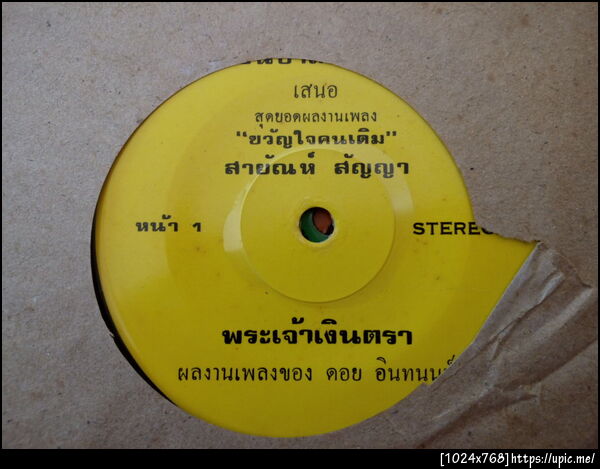 เสนอ
สุดยอดผลงานเพลง
"ขวัญใจคนเดิม"
สายัณห์ สัญญา
หน้า 1
STEREO
พระเจ้าเงินตรา
ผลงานเพลงของ ดอย อินทนนท์
[1024x768]https://upic.me/